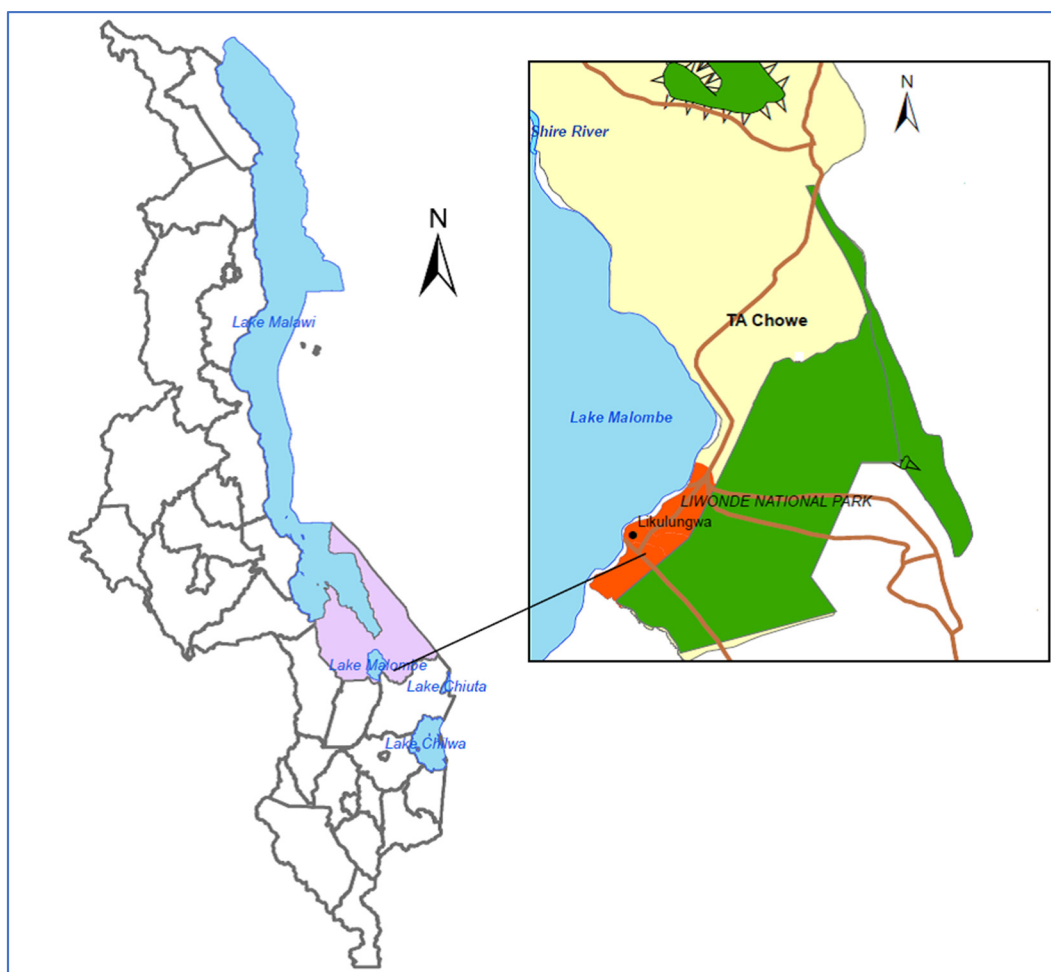 N
Lake Malawi
Lake Malombe
Lake Chiuta
Lake Chilwa
N
Shire River
TA Chowe
Lake Malombe
LIWONDE NATIONAL PARK
Likulungwa